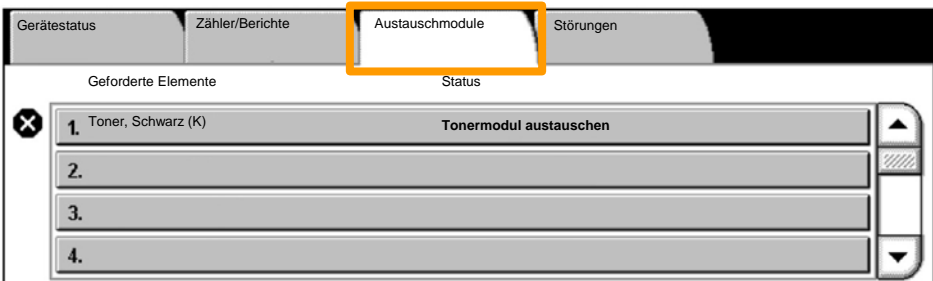 Gerätestatus Zähler/Berichte Austauschmodule Störungen
Geforderte Elemente Status
1. Toner, Schwarz (K) Tonermodul austauschen
2.
3.
4.